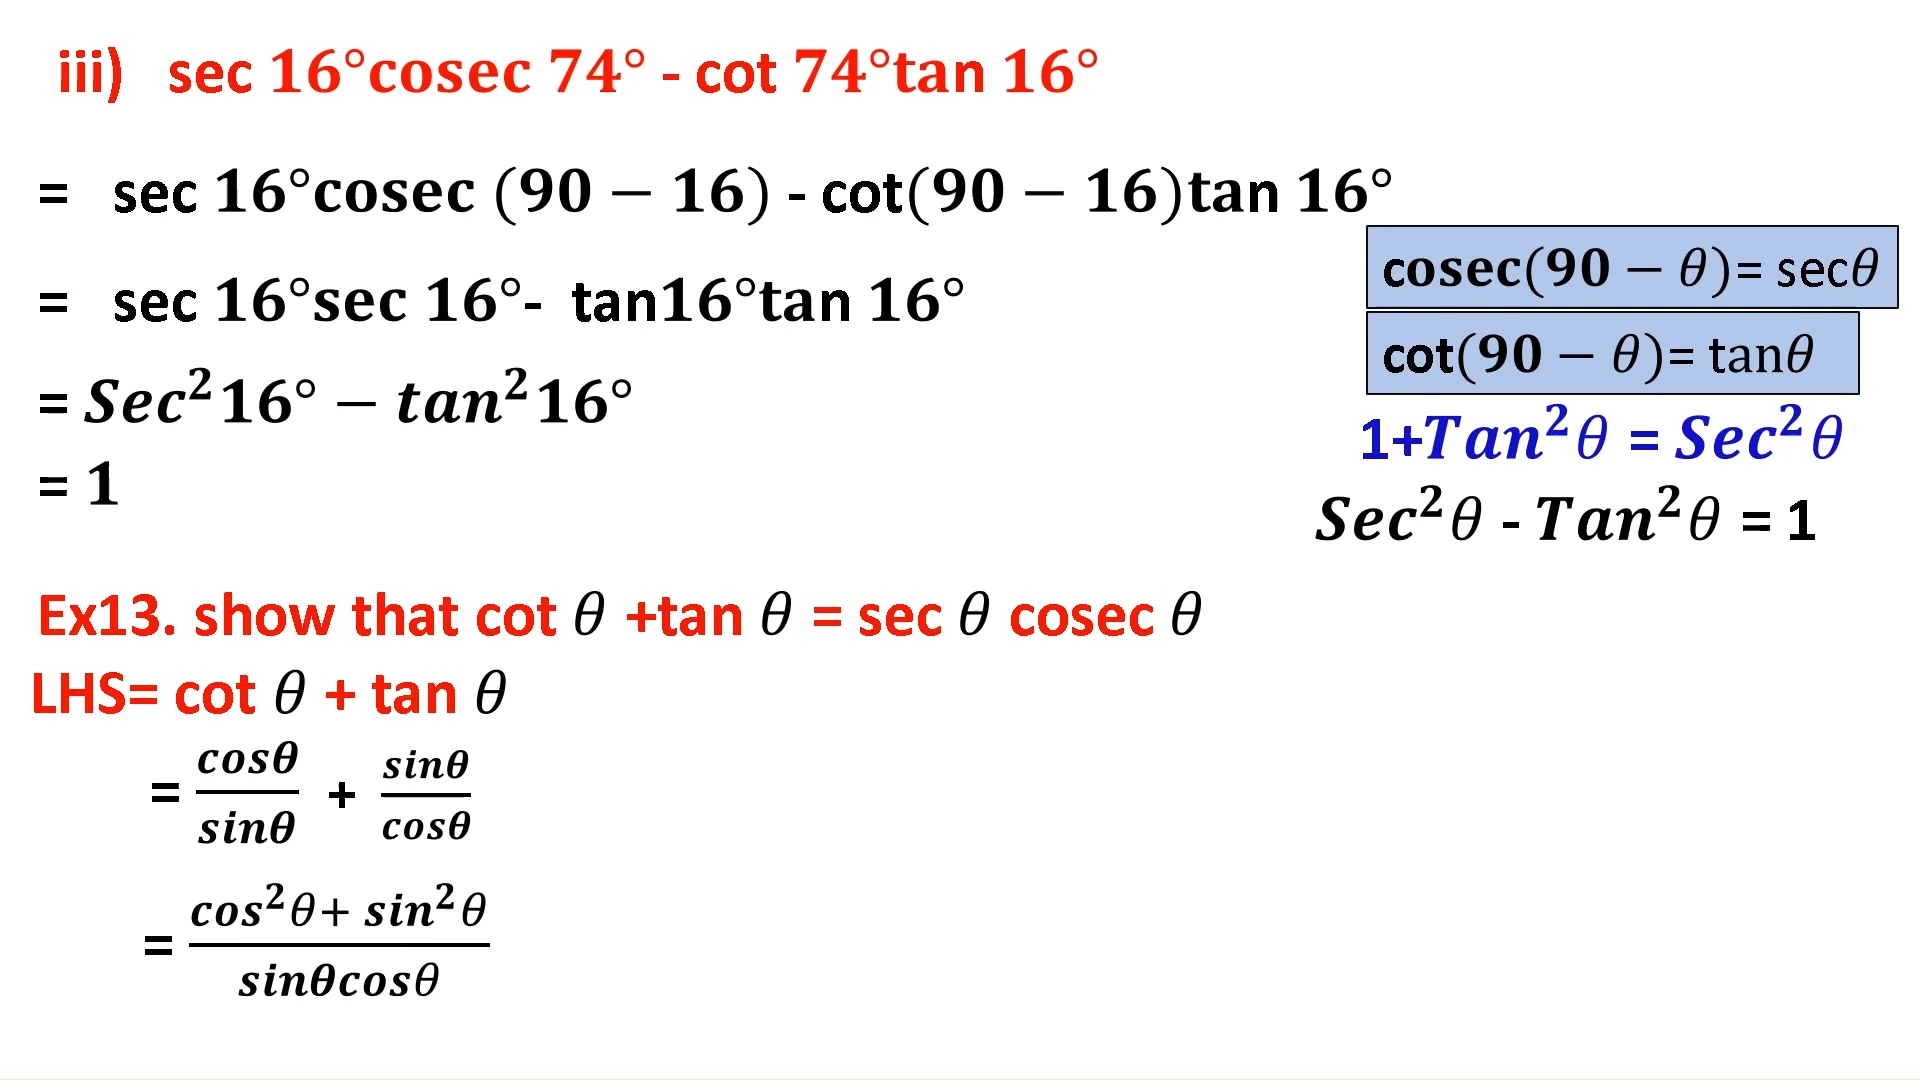 iii) sec 16°cosec 74° - cot 74°tan 16°
= sec 16°cosec (90 − 16) - cot(90 − 16)tan 16°
= sec 16°sec 16°- tan16°tan 16°
= Sec²16° − tan²16°
= 1
cosec(90 − θ)= secθ
cot(90 − θ)= tanθ
1+Tan²θ = Sec²θ
Sec²θ - Tan²θ = 1
Ex13. show that cot θ +tan θ = sec θ cosec θ
LHS= cot θ + tan θ
= cosθ/sinθ + sinθ/cosθ
= cos²θ+ sin²θ/sinθcosθ